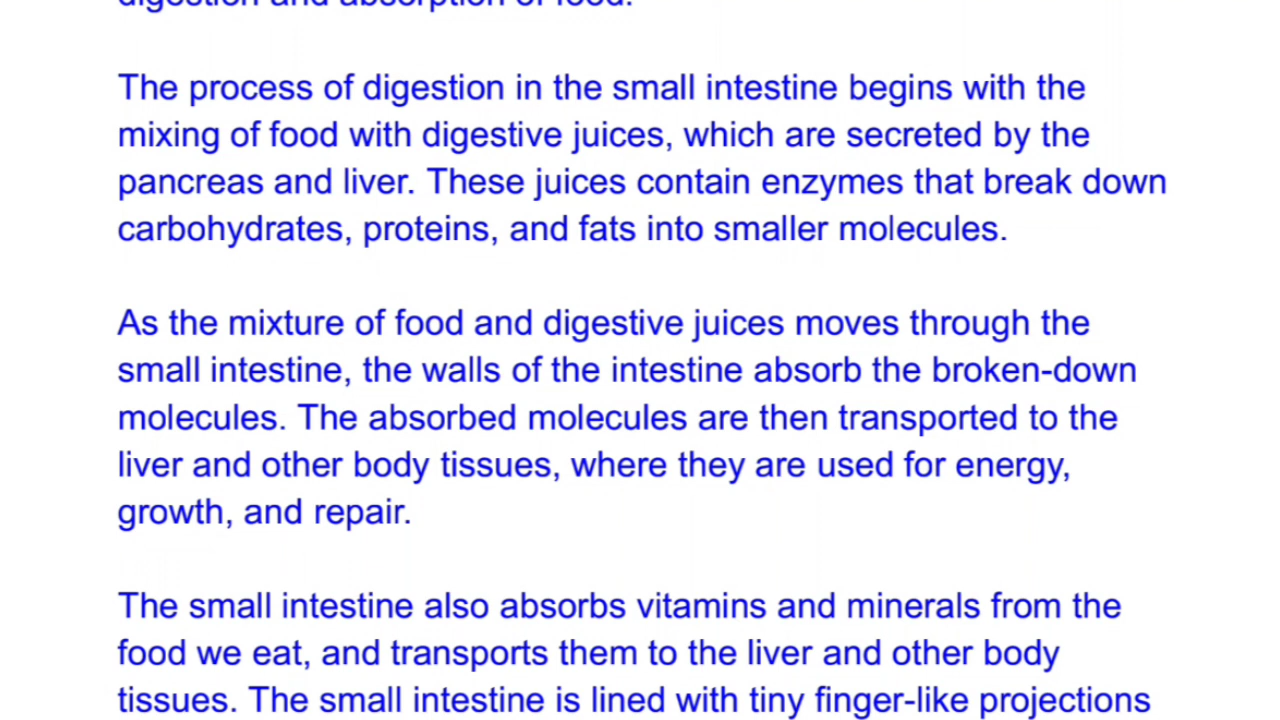 digestion and absorption of food.
The process of digestion in the small intestine begins with the
mixing of food with digestive juices, which are secreted by the
pancreas and liver. These juices contain enzymes that break down
carbohydrates, proteins, and fats into smaller molecules.
As the mixture of food and digestive juices moves through the
small intestine, the walls of the intestine absorb the broken-down
molecules. The absorbed molecules are then transported to the
liver and other body tissues, where they are used for energy,
growth, and repair.
The small intestine also absorbs vitamins and minerals from the
food we eat, and transports them to the liver and other body
tissues. The small intestine is lined with tiny finger-like projections